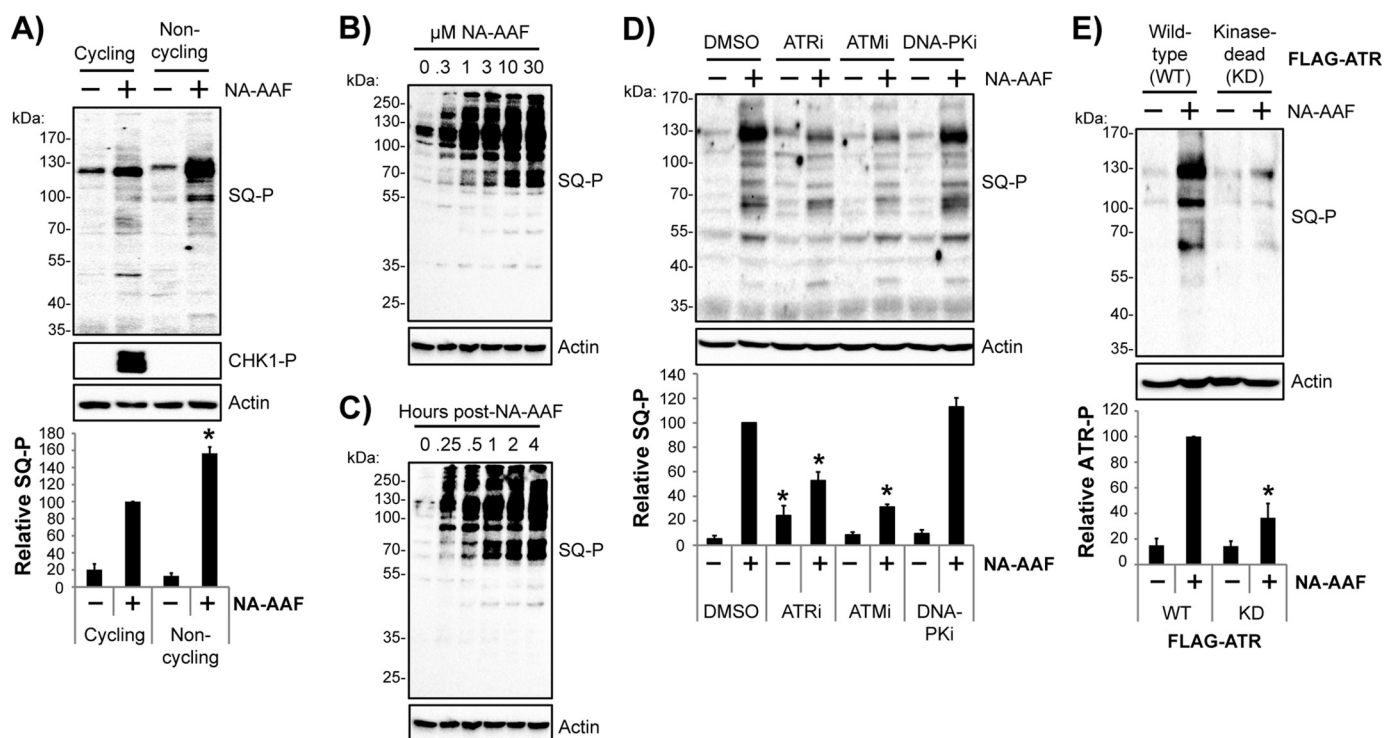 A)
Cycling
Non-
cycling
− + − + NA-AAF
kDa:
170-
130-
100-
70-
55-
40-
35-
SQ-P
CHK1-P
Actin
Relative SQ-P
180
160
140
120
100
80
60
40
20
0
*
− + − + NA-AAF
Cycling
Non-
cycling
B)
µM NA-AAF
0 .3 1 3 10 30
kDa:
250-
130-
100-
70-
55-
35-
25-
SQ-P
Actin
C)
Hours post-NA-AAF
0 .25 .5 1 2 4
kDa:
250-
130-
100-
70-
55-
40-
35-
25-
SQ-P
Actin
D)
DMSO ATRi ATMi DNA-PKi
− + − + − + − + NA-AAF
kDa:
170-
130-
100-
70-
55-
40-
35-
SQ-P
Actin
Relative SQ-P
140
120
100
80
60
40
20
0
* * *
− + − + − + − + NA-AAF
DMSO ATRi ATMi DNA-
PKi
E)
Wild-
type
(WT)
Kinase-
dead
(KD)
FLAG-ATR
− + − + NA-AAF
kDa:
170-
130-
100-
70-
55-
40-
35-
SQ-P
Actin
Relative ATR-P
120
100
80
60
40
20
0
*
− + − + NA-AAF
WT KD
FLAG-ATR